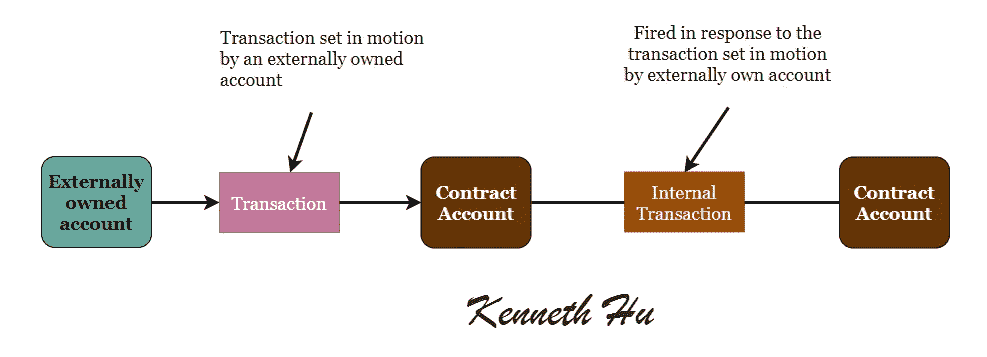 Transaction set in motion
by an externally owned
account
Fired in response to the
transaction set in motion
by externally own account
Externally
owned
account
Transaction
Contract
Account
Internal
Transaction
Contract
Account
Kenneth Hu